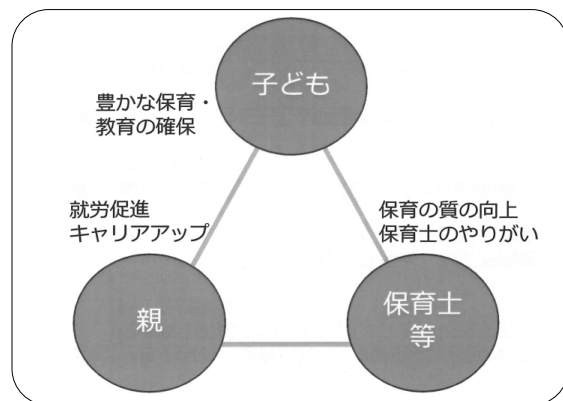 子ども
豊かな保育・
教育の確保
就労促進
キャリアアップ
保育の質の向上
保育士のやりがい
親
保育士
等